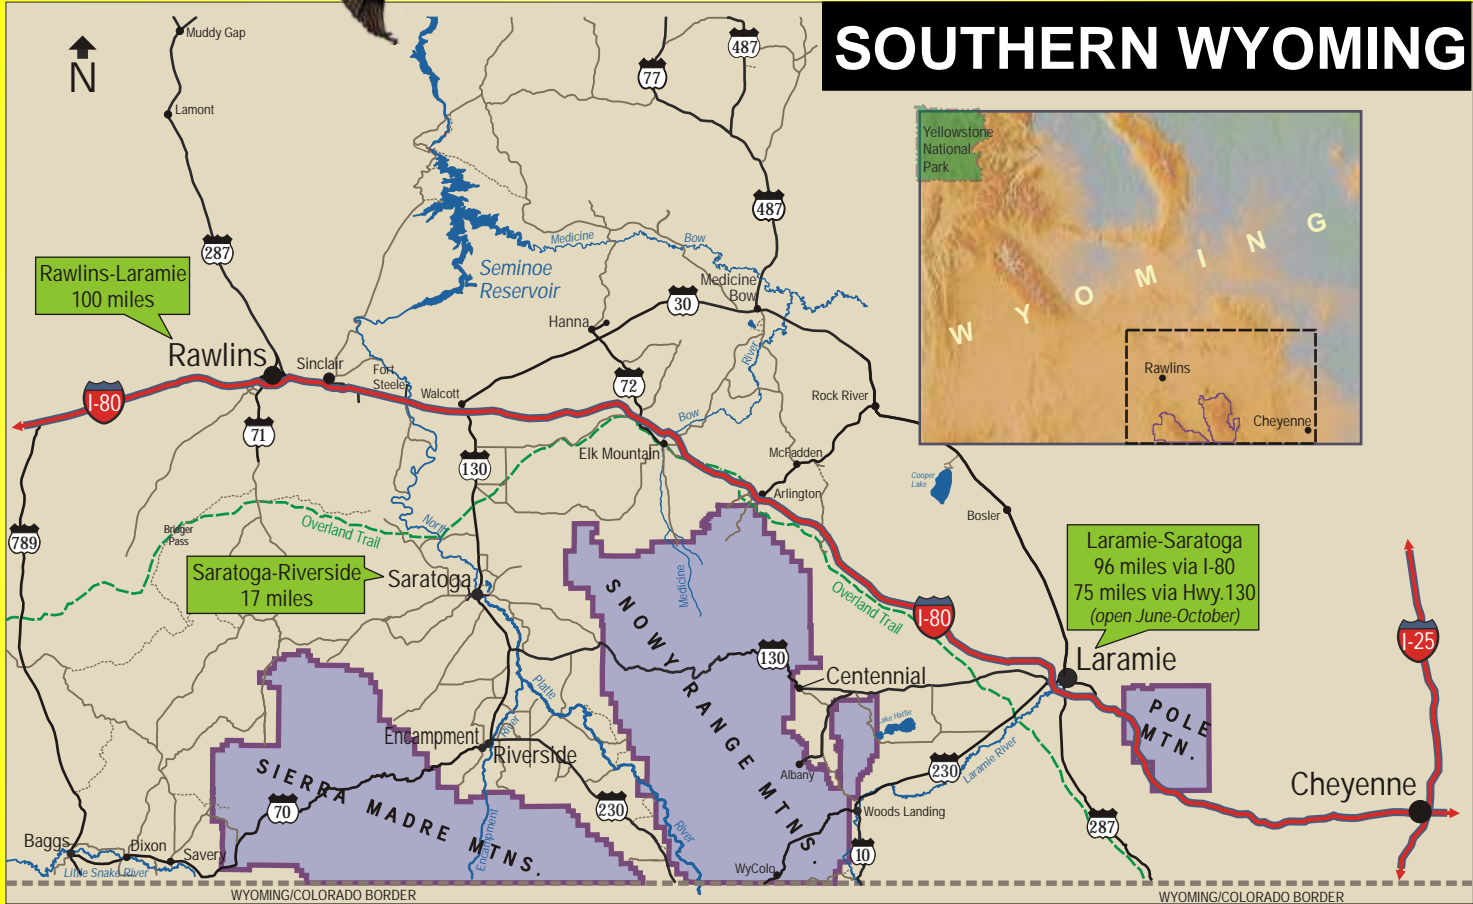 SOUTHERN WYOMING
N
Muddy Gap
Lamont
487
77
287
487
Yellowstone
National
Park
W Y O M I N G
Rawlins
Cheyenne
Rawlins-Laramie
100 miles
Medicine
Bow
Seminoe
Reservoir
Medicine
Bow
30
Hanna
River
Rawlins
Sinclair
Fort
Steele
Walcott
72
I-80
Rock River
Bow
71
130
Elk Mountain
McFadden
Arlington
Cooper
Lake
Bosler
789
Bridger
Pass
Overland Trail
North
Saratoga-Riverside
17 miles
Saratoga
Medicine
Overland Trail
I-80
Laramie-Saratoga
96 miles via I-80
75 miles via Hwy.130
(open June-October)
I-25
SNOWY RANGE MTNS.
130
Centennial
Laramie
Platte
River
Encampment
Riverside
Lake Hattie
POLE
MTN.
Albany
230
Laramie River
SIERRA MADRE MTNS.
70
230
River
Encampment
Woods Landing
Cheyenne
287
10
WyColo
Baggs
Dixon
Savery
Little Snake River
WYOMING/COLORADO BORDER
WYOMING/COLORADO BORDER